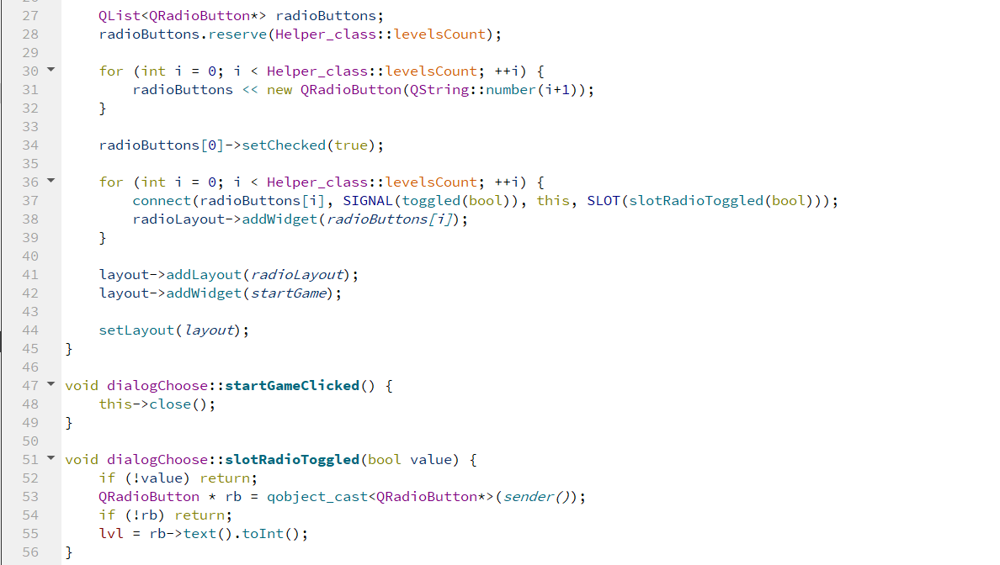 27 QList<QRadioButton*> radioButtons;
28 radioButtons.reserve(Helper_class::levelsCount);
29
30 for (int i = 0; i < Helper_class::levelsCount; ++i) {
31 radioButtons << new QRadioButton(QString::number(i+1));
32 }
33
34 radioButtons[0]->setChecked(true);
35
36 for (int i = 0; i < Helper_class::levelsCount; ++i) {
37 connect(radioButtons[i], SIGNAL(toggled(bool)), this, SLOT(slotRadioToggled(bool)));
38 radioLayout->addWidget(radioButtons[i]);
39 }
40
41 layout->addLayout(radioLayout);
42 layout->addWidget(startGame);
43
44 setLayout(layout);
45 }
46
47 void dialogChoose::startGameClicked() {
48 this->close();
49 }
50
51 void dialogChoose::slotRadioToggled(bool value) {
52 if (!value) return;
53 QRadioButton * rb = qobject_cast<QRadioButton*>(sender());
54 if (!rb) return;
55 lvl = rb->text().toInt();
56 }